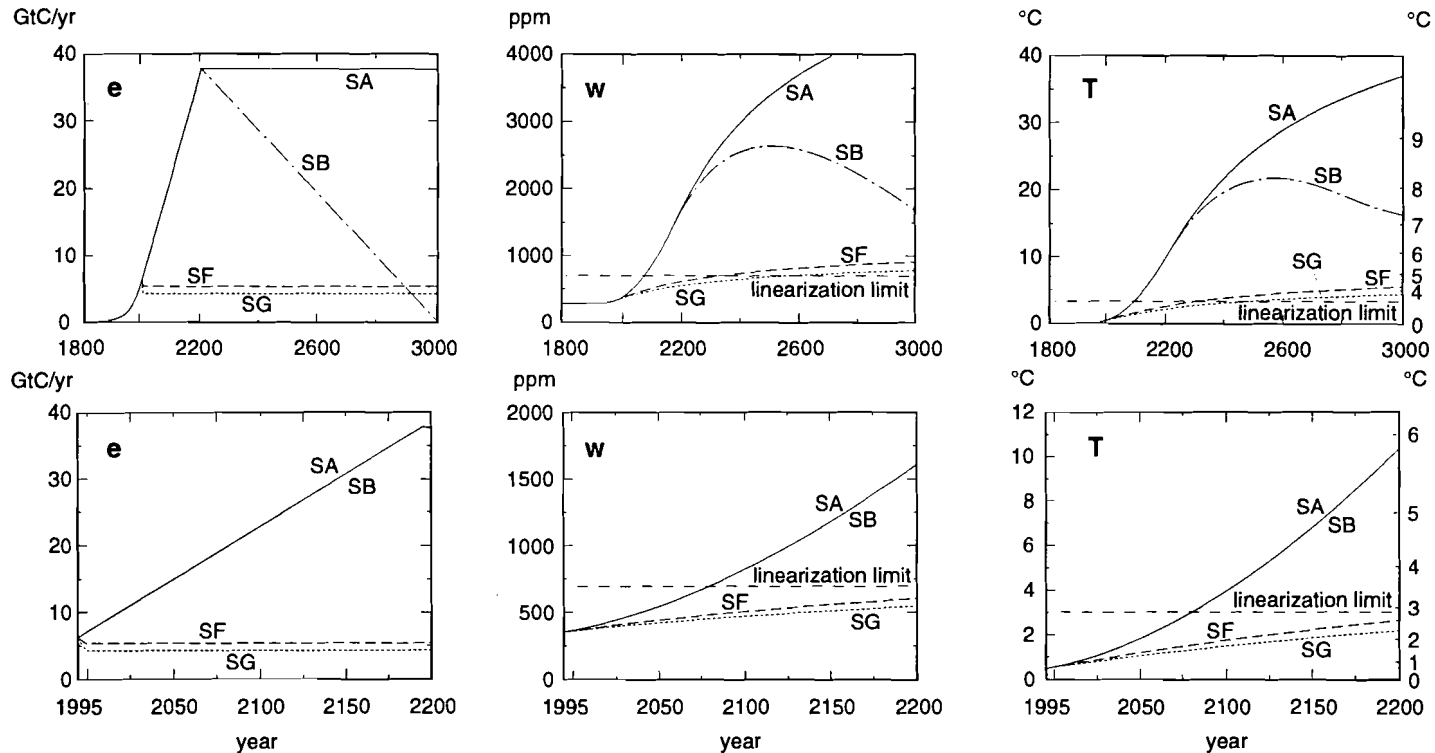 GtC/yr
ppm
°C
°C
40
30
20
10
0
e
SA
SB
SF
SG
1800
2200
2600
3000
4000
3000
2000
1000
0
w
SA
SB
SF
SG
linearization limit
1800
2200
2600
3000
40
30
20
10
0
T
SA
SB
SG
SF
linearization limit
9
8
7
6
5
4
0
1800
2200
2600
3000
GtC/yr
ppm
°C
°C
40
30
20
10
0
e
SA
SB
SF
SG
1995
2050
2100
2150
2200
year
2000
1500
1000
500
0
w
SA
SB
linearization limit
SF
SG
1995
2050
2100
2150
2200
year
12
10
8
6
4
2
0
T
SA
SB
linearization limit
SF
SG
6
5
4
3
2
1
0
1995
2050
2100
2150
2200
year